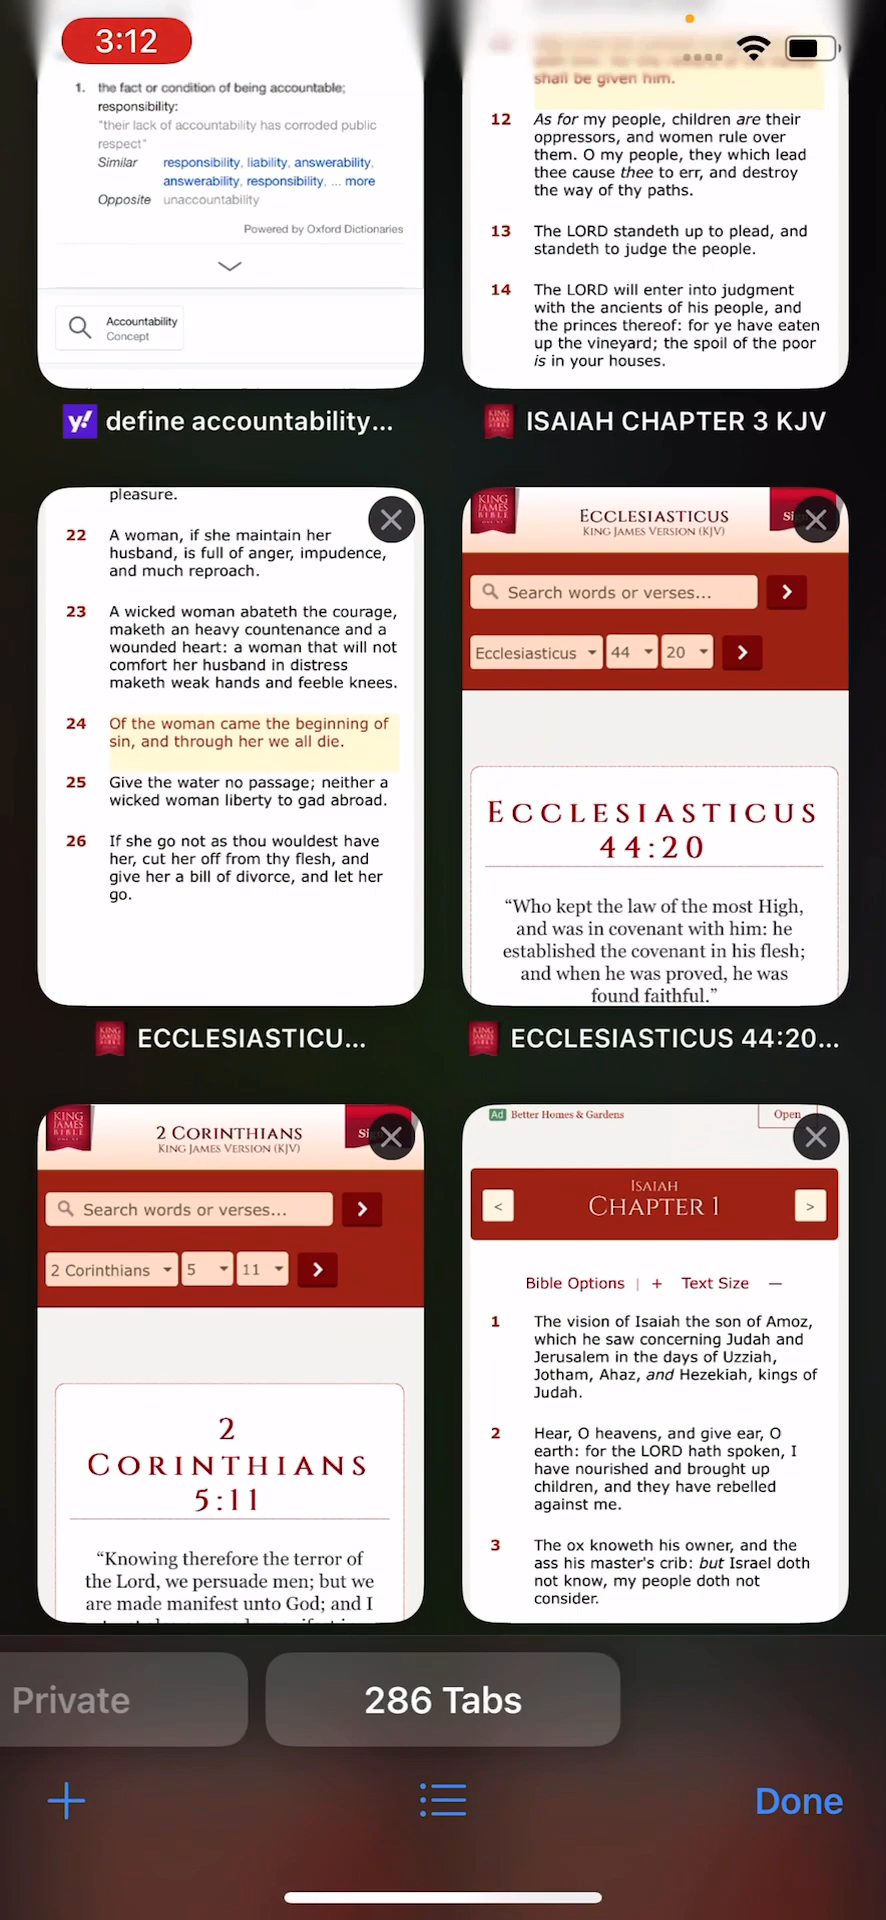 3:12
1. the fact or condition of being accountable;
responsibility:
"their lack of accountability has corroded public
respect"
Similar responsibility, liability, answerability,
answerability, responsibility, ... more
Opposite unaccountability
Powered by Oxford Dictionaries
Accountability
Concept
y! define accountability...
shall be given him.
12 As for my people, children are their
oppressors, and women rule over
them. O my people, they which lead
thee cause thee to err, and destroy
the way of thy paths.
13 The LORD standeth up to plead, and
standeth to judge the people.
14 The LORD will enter into judgment
with the ancients of his people, and
the princes thereof: for ye have eaten
up the vineyard; the spoil of the poor
is in your houses.
ISAIAH CHAPTER 3 KJV
pleasure.
22 A woman, if she maintain her
husband, is full of anger, impudence,
and much reproach.
23 A wicked woman abateth the courage,
maketh an heavy countenance and a
wounded heart: a woman that will not
comfort her husband in distress
maketh weak hands and feeble knees.
24 Of the woman came the beginning of
sin, and through her we all die.
25 Give the water no passage; neither a
wicked woman liberty to gad abroad.
26 If she go not as thou wouldest have
her, cut her off from thy flesh, and
give her a bill of divorce, and let her
go.
ECCLESIASTICU...
KING
JAMES
BIBLE
ECCLESIASTICUS
KING JAMES VERSION (KJV)
Si
Search words or verses...
Ecclesiasticus 44 20
ECCLESIASTICUS
44:20
“Who kept the law of the most High,
and was in covenant with him: he
established the covenant in his flesh;
and when he was proved, he was
found faithful.”
ECCLESIASTICUS 44:20...
KING
JAMES
BIBLE
2 CORINTHIANS
KING JAMES VERSION (KJV)
Si
Search words or verses...
2 Corinthians 5 11
2
CORINTHIANS
5:11
“Knowing therefore the terror of
the Lord, we persuade men; but we
are made manifest unto God; and I
Ad Better Homes & Gardens
Open
ISAIAH
< CHAPTER 1 >
Bible Options | + Text Size —
1 The vision of Isaiah the son of Amoz,
which he saw concerning Judah and
Jerusalem in the days of Uzziah,
Jotham, Ahaz, and Hezekiah, kings of
Judah.
2 Hear, O heavens, and give ear, O
earth: for the LORD hath spoken, I
have nourished and brought up
children, and they have rebelled
against me.
3 The ox knoweth his owner, and the
ass his master's crib: but Israel doth
not know, my people doth not
consider.
Private
286 Tabs
Done